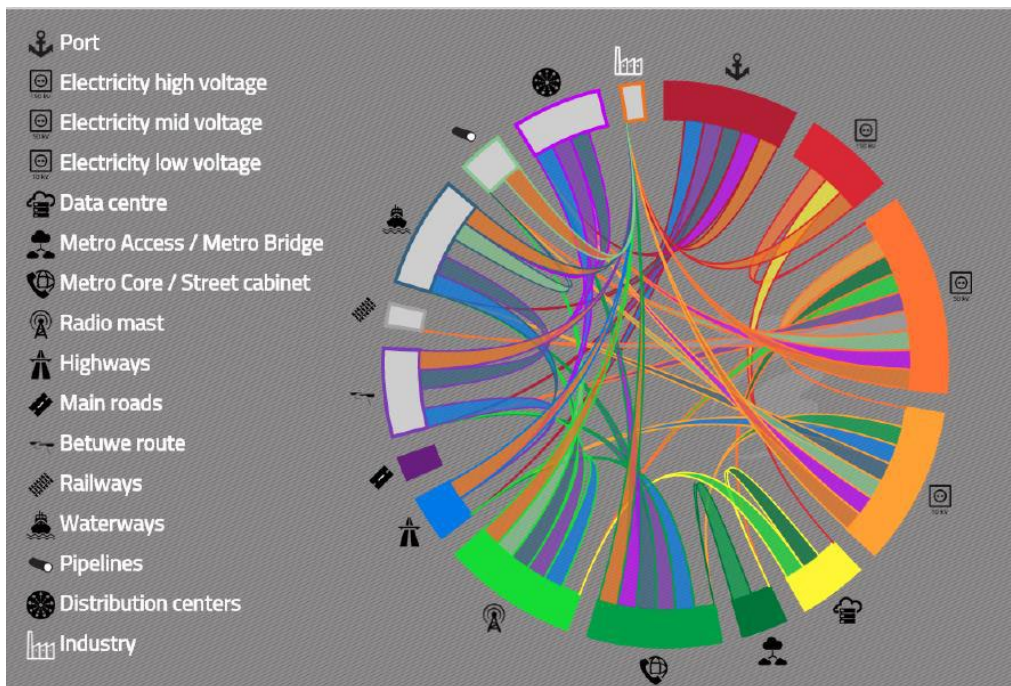 Port
Electricity high voltage
Electricity mid voltage
Electricity low voltage
Data centre
Metro Access / Metro Bridge
Metro Core / Street cabinet
Radio mast
Highways
Main roads
Betuwe route
Railways
Waterways
Pipelines
Distribution centers
Industry